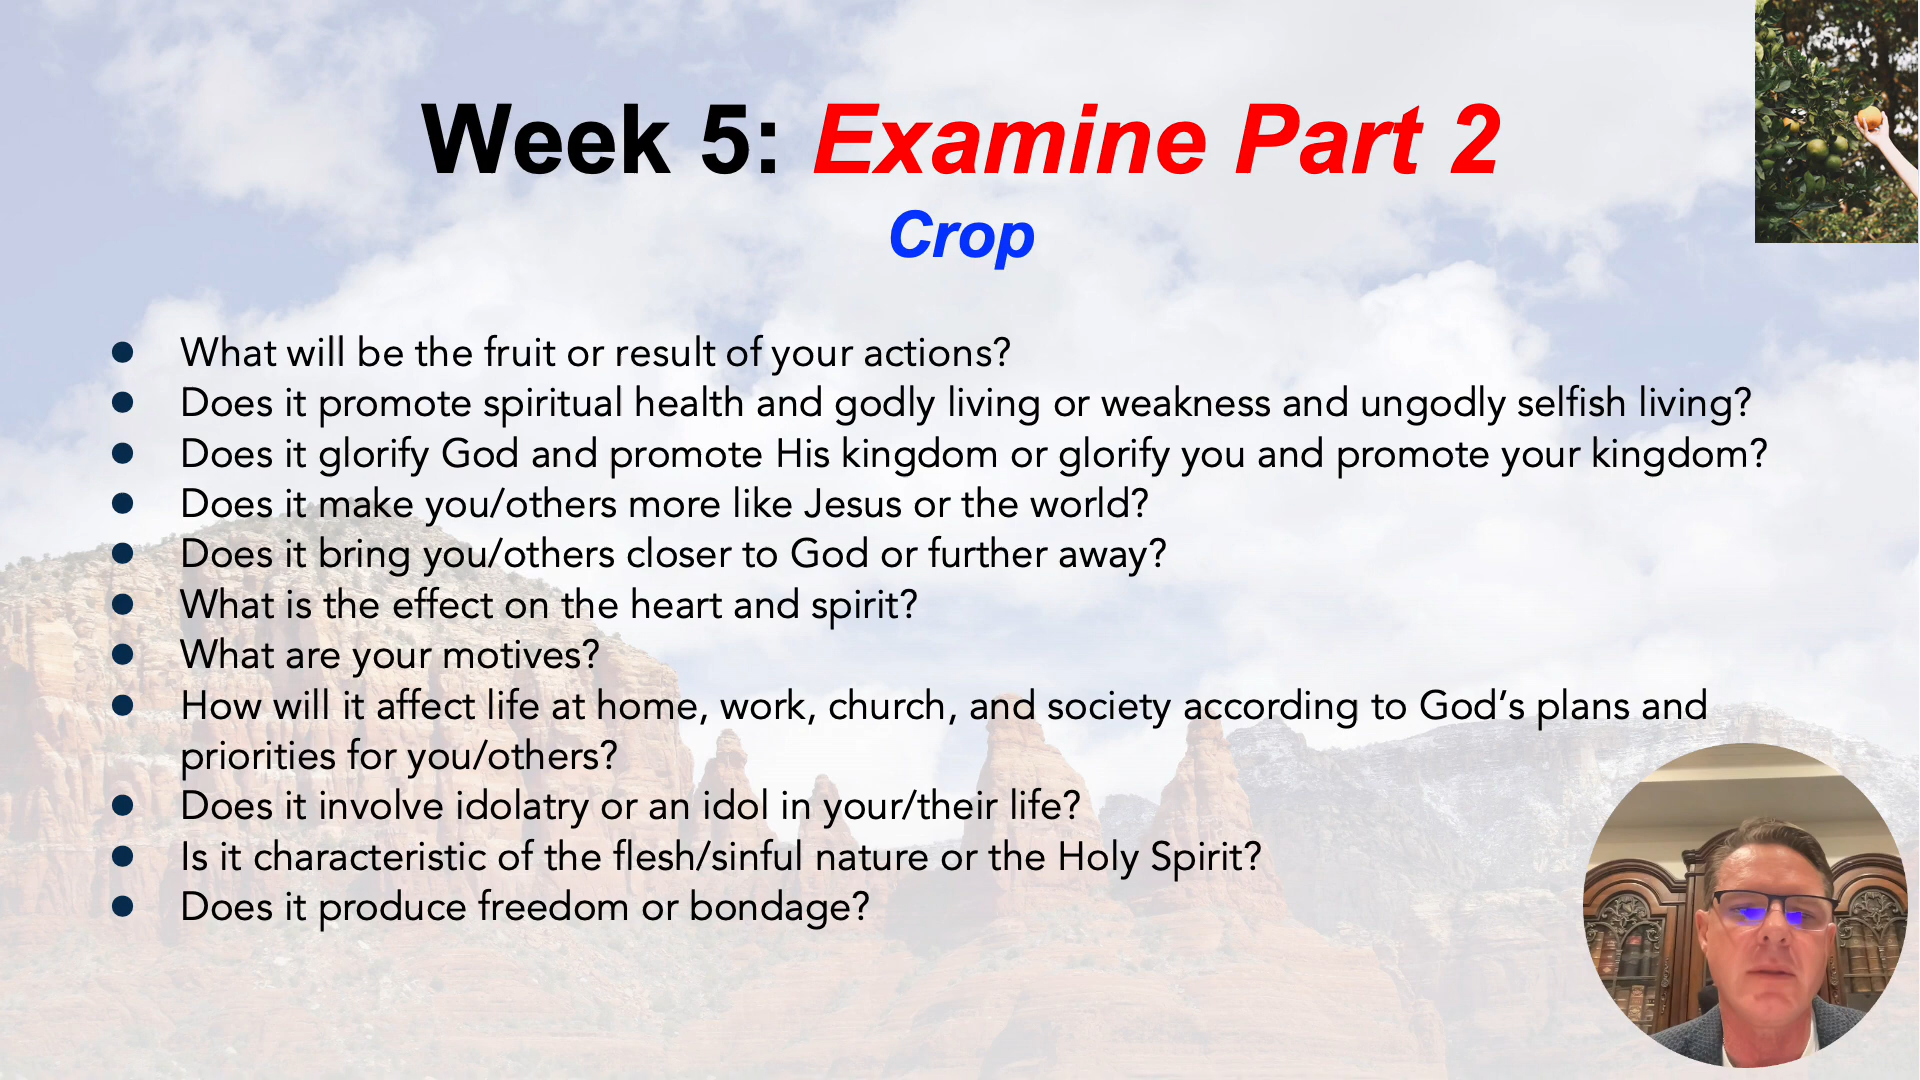 Week 5: Examine Part 2
Crop
● What will be the fruit or result of your actions?
● Does it promote spiritual health and godly living or weakness and ungodly selfish living?
● Does it glorify God and promote His kingdom or glorify you and promote your kingdom?
● Does it make you/others more like Jesus or the world?
● Does it bring you/others closer to God or further away?
● What is the effect on the heart and spirit?
● What are your motives?
● How will it affect life at home, work, church, and society according to God’s plans and
priorities for you/others?
● Does it involve idolatry or an idol in your/their life?
● Is it characteristic of the flesh/sinful nature or the Holy Spirit?
● Does it produce freedom or bondage?